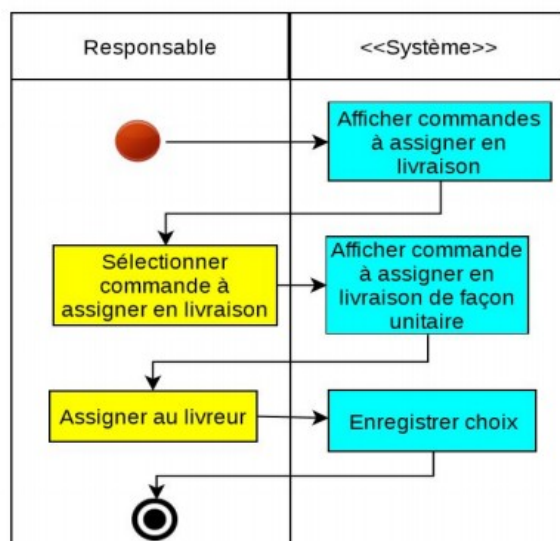 Responsable
<<Système>>
Afficher commandes
à assigner en
livraison
Sélectionner
commande à
assigner en livraison
Afficher commande
à assigner en
livraison de façon
unitaire
Assigner au livreur
Enregistrer choix